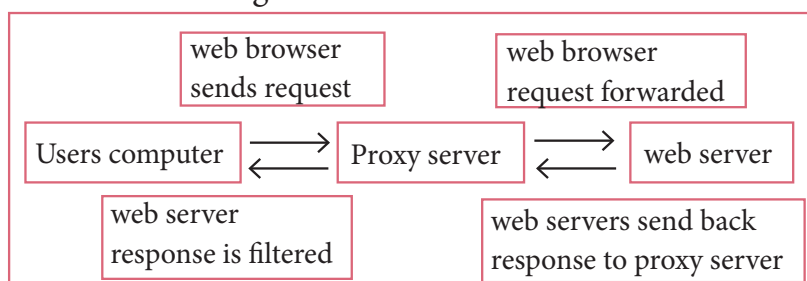 web browser
sends request
web browser
request forwarded
Users computer
Proxy server
web server
web server
response is filtered
web servers send back
response to proxy server